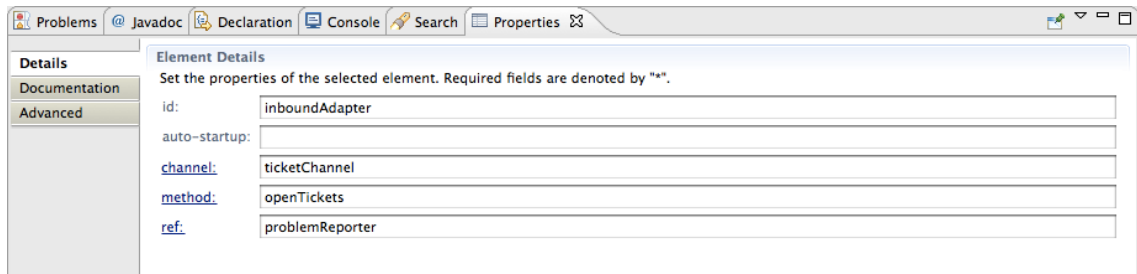 Problems @ Javadoc Declaration Console Search Properties
Details
Documentation
Advanced
Element Details
Set the properties of the selected element. Required fields are denoted by "*".
id: inboundAdapter
auto-startup:
channel: ticketChannel
method: openTickets
ref: problemReporter